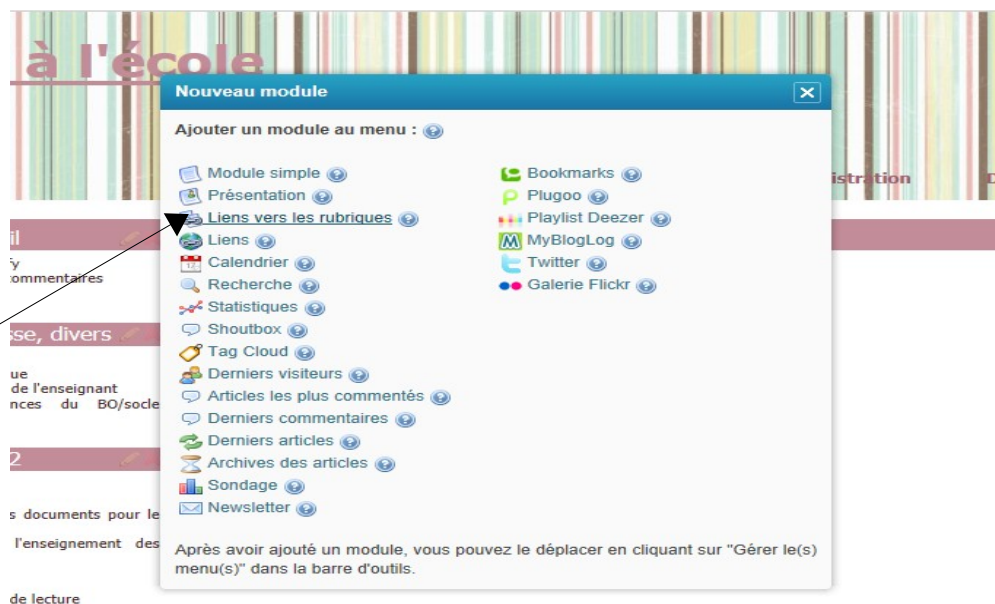 à l'école
Nouveau module
Ajouter un module au menu :
Module simple
Présentation
Liens vers les rubriques
Liens
Calendrier
Recherche
Statistiques
Shoutbox
Tag Cloud
Derniers visiteurs
Articles les plus commentés
Derniers commentaires
Derniers articles
Archives des articles
Sondage
Newsletter
Bookmarks
Plugoo
Playlist Deezer
MyBlogLog
Twitter
Galerie Flickr
Après avoir ajouté un module, vous pouvez le déplacer en cliquant sur "Gérer le(s)
menu(s)" dans la barre d'outils.
istration
il
fy
commentaires
sse, divers
ue
de l'enseignant
nces du BO/socle
2
s documents pour le
l'enseignement des
de lecture